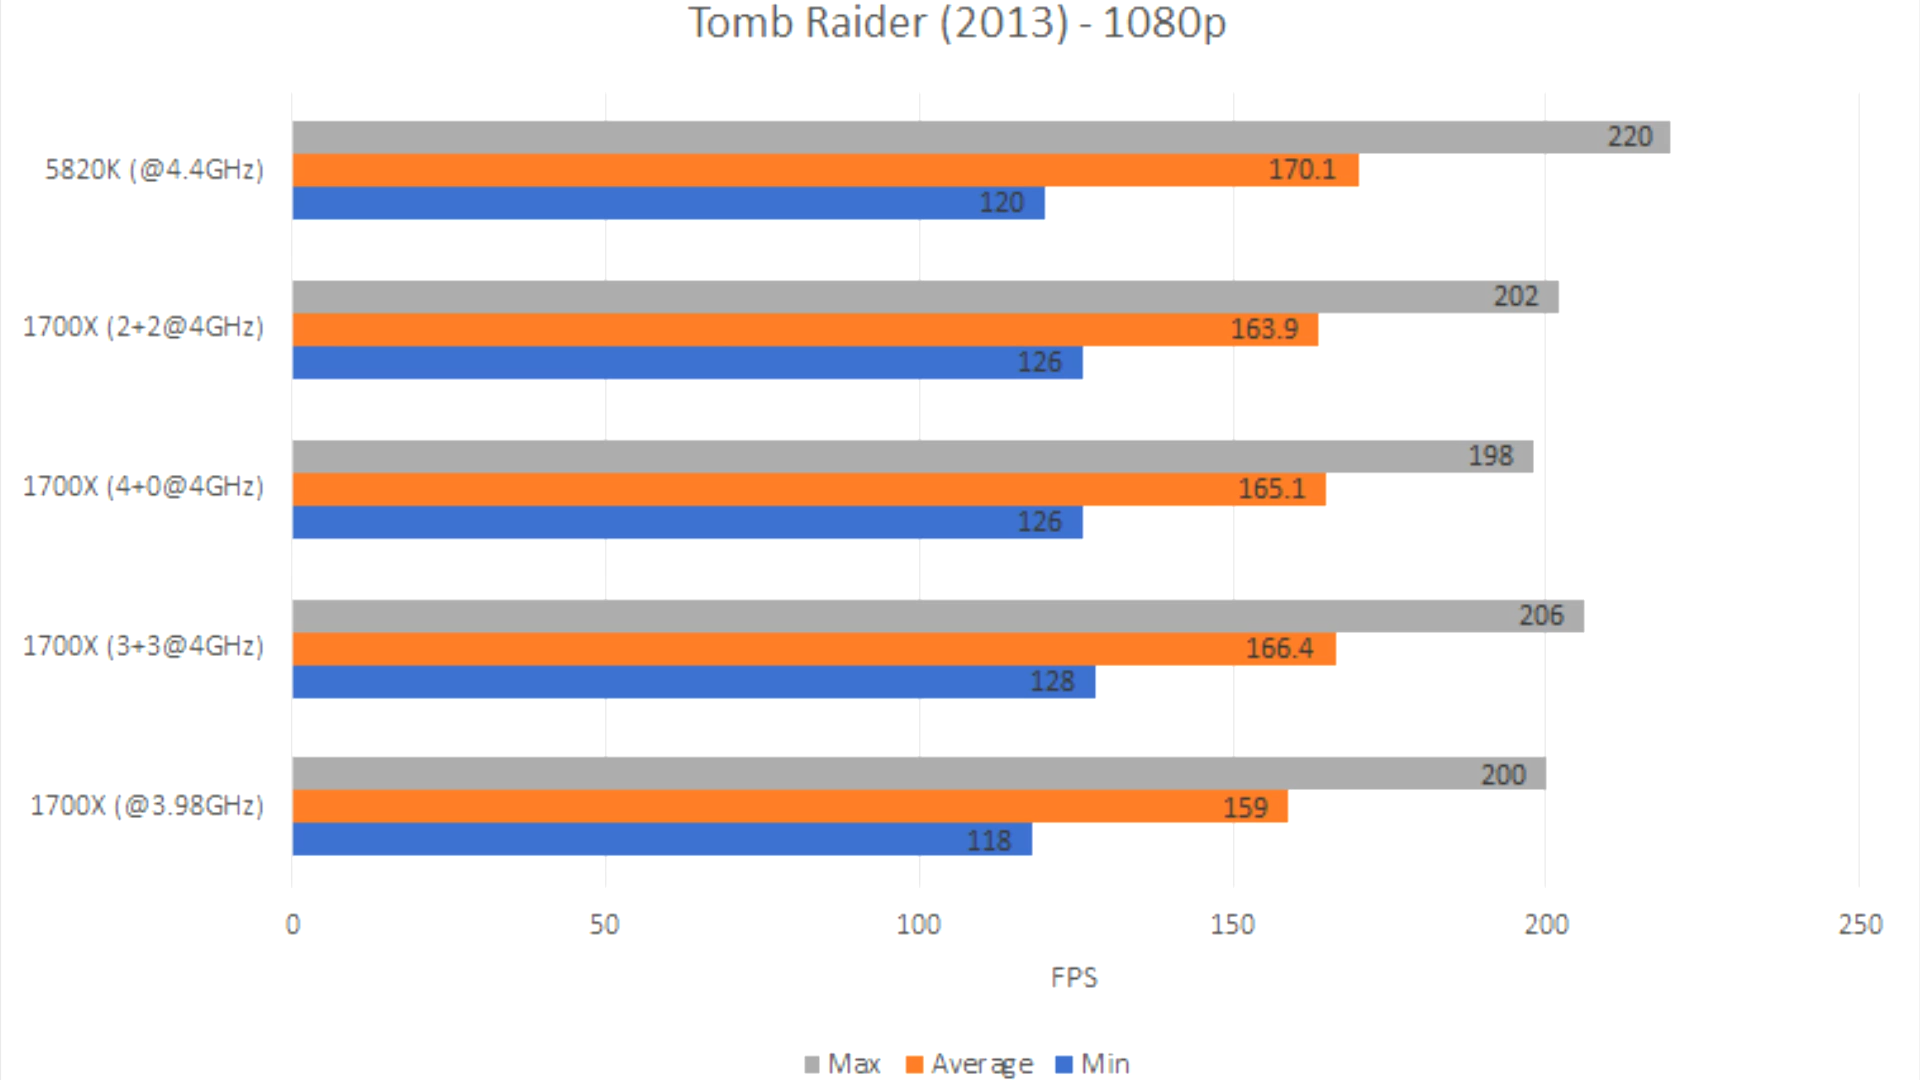 Tomb Raider (2013) - 1080p
5820K (@4.4GHz)
220
170.1
120
1700X (2+2@4GHz)
202
163.9
126
1700X (4+0@4GHz)
198
165.1
126
1700X (3+3@4GHz)
206
166.4
128
1700X (@3.98GHz)
200
159
118
0 50 100 150 200 250
FPS
Max Average Min